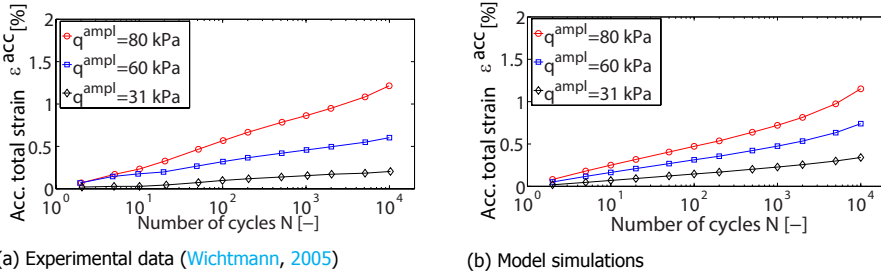 2
1.5
1
0.5
0
Acc. total strain ε^acc [%]
q^ampl=80 kPa
q^ampl=60 kPa
q^ampl=31 kPa
10^0 10^1 10^2 10^3 10^4
Number of cycles N [−]
(a) Experimental data (Wichtmann, 2005)
2
1.5
1
0.5
0
Acc. total strain ε^acc [%]
q^ampl=80 kPa
q^ampl=60 kPa
q^ampl=31 kPa
10^0 10^1 10^2 10^3 10^4
Number of cycles N [−]
(b) Model simulations